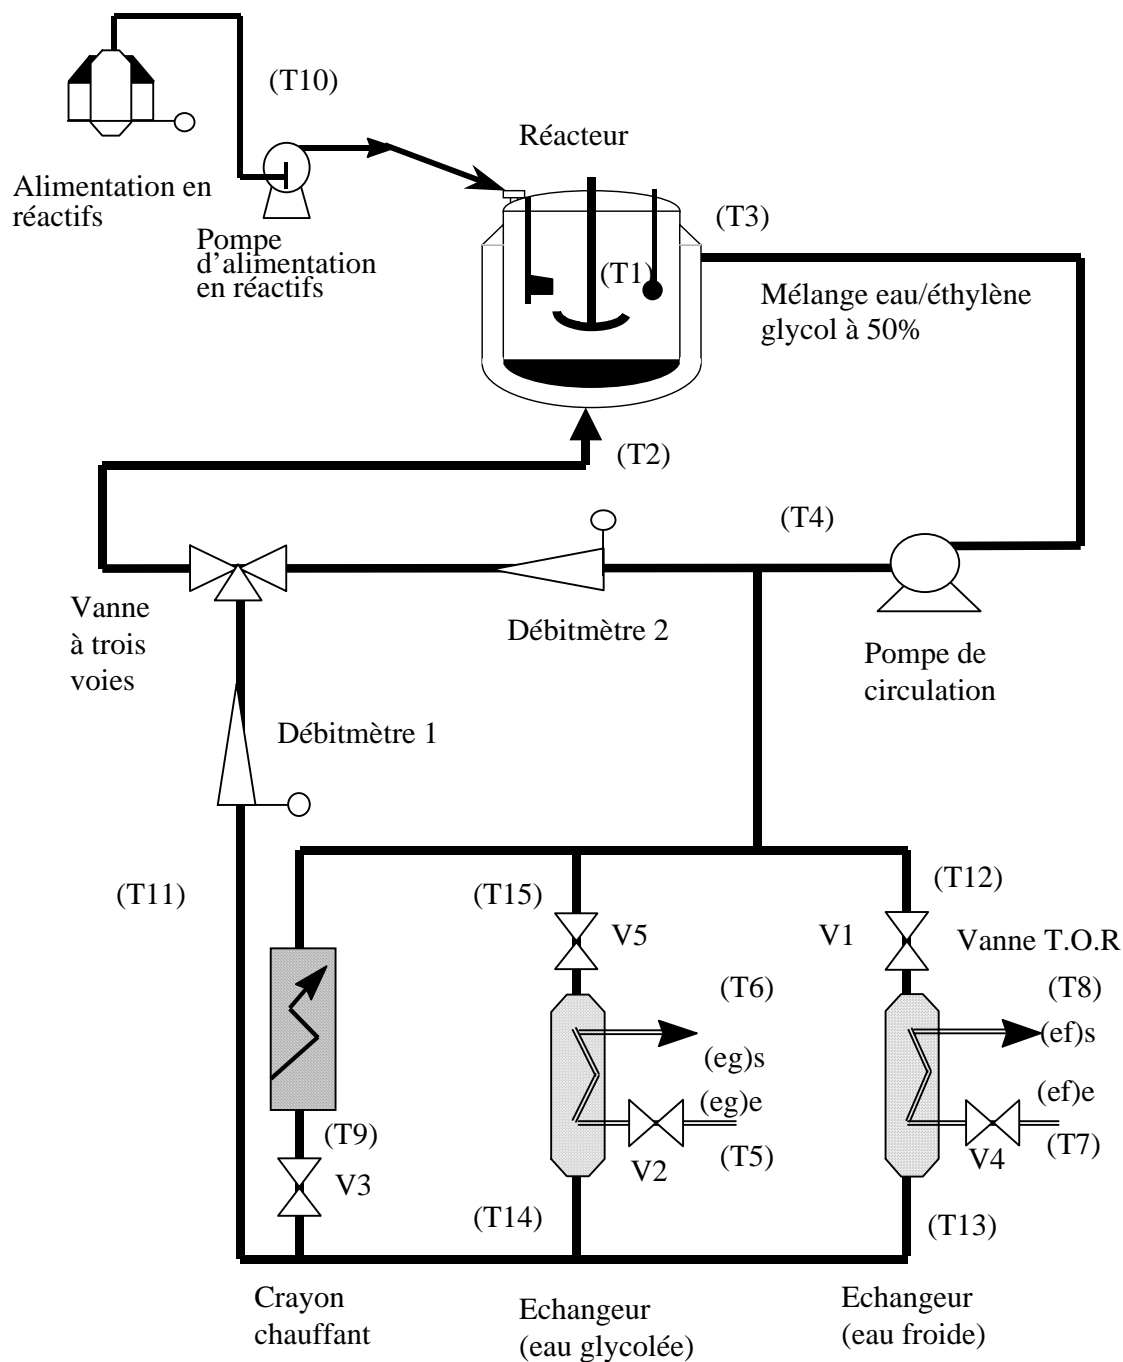 (T10)
Réacteur
Alimentation en
réactifs
(T3)
Pompe
d’alimentation
en réactifs
(T1)
Mélange eau/éthylène
glycol à 50%
(T2)
(T4)
Vanne
à trois
voies
Débitmètre 2
Pompe de
circulation
Débitmètre 1
(T11)
(T15)
(T12)
V5
V1
Vanne T.O.R
(T6)
(T8)
(eg)s
(ef)s
(eg)e
(ef)e
(T9)
(T5)
(T7)
V3
V2
V4
(T14)
(T13)
Crayon
chauffant
Echangeur
(eau glycolée)
Echangeur
(eau froide)